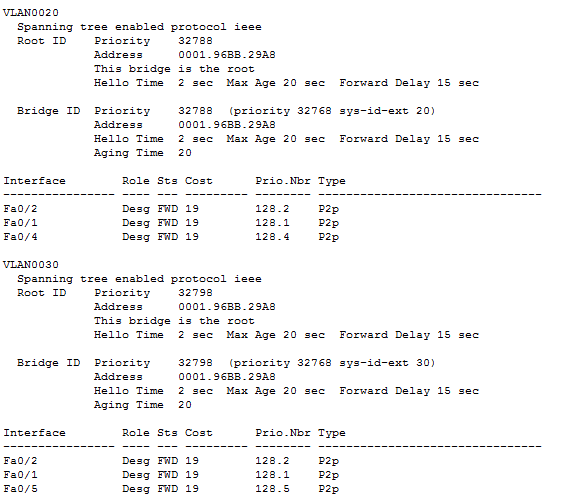 VLAN0020
  Spanning tree enabled protocol ieee
  Root ID    Priority    32788
             Address     0001.96BB.29A8
             This bridge is the root
             Hello Time  2 sec  Max Age 20 sec  Forward Delay 15 sec

  Bridge ID  Priority    32788  (priority 32768 sys-id-ext 20)
             Address     0001.96BB.29A8
             Hello Time  2 sec  Max Age 20 sec  Forward Delay 15 sec
             Aging Time  20

Interface        Role Sts Cost      Prio.Nbr Type
---------------- ---- --- --------- -------- --------------------------------
Fa0/2            Desg FWD 19        128.2    P2p
Fa0/1            Desg FWD 19        128.1    P2p
Fa0/4            Desg FWD 19        128.4    P2p

VLAN0030
  Spanning tree enabled protocol ieee
  Root ID    Priority    32798
             Address     0001.96BB.29A8
             This bridge is the root
             Hello Time  2 sec  Max Age 20 sec  Forward Delay 15 sec

  Bridge ID  Priority    32798  (priority 32768 sys-id-ext 30)
             Address     0001.96BB.29A8
             Hello Time  2 sec  Max Age 20 sec  Forward Delay 15 sec
             Aging Time  20

Interface        Role Sts Cost      Prio.Nbr Type
---------------- ---- --- --------- -------- --------------------------------
Fa0/2            Desg FWD 19        128.2    P2p
Fa0/1            Desg FWD 19        128.1    P2p
Fa0/5            Desg FWD 19        128.5    P2p